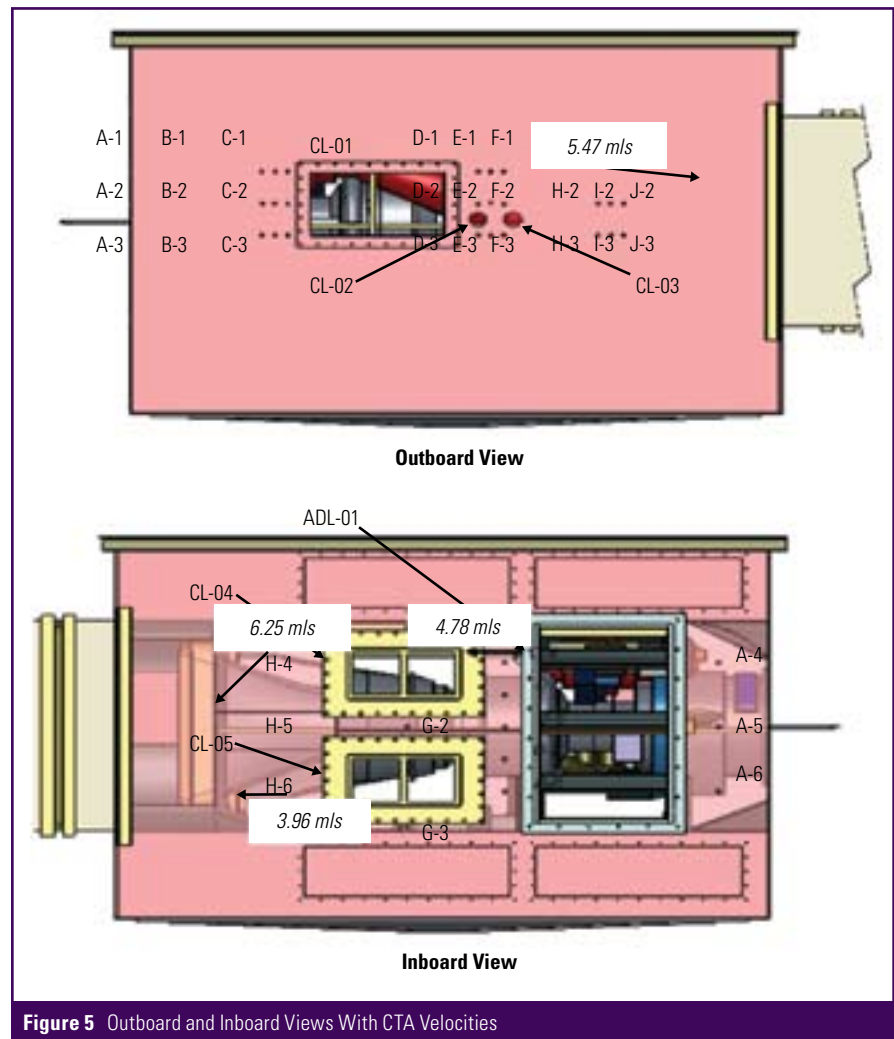 A-1 B-1 C-1 CL-01 D-1 E-1 F-1 5.47 mls
A-2 B-2 C-2 D-2 E-2 F-2 H-2 I-2 J-2
A-3 B-3 C-3 D-3 E-3 F-3 H-3 I-3 J-3
CL-02 CL-03
Outboard View
ADL-01
CL-04
6.25 mls 4.78 mls
H-4 A-4
H-5 G-2 A-5
CL-05
H-6 A-6
3.96 mls
G-3
Inboard View
Figure 5 Outboard and Inboard Views With CTA Velocities